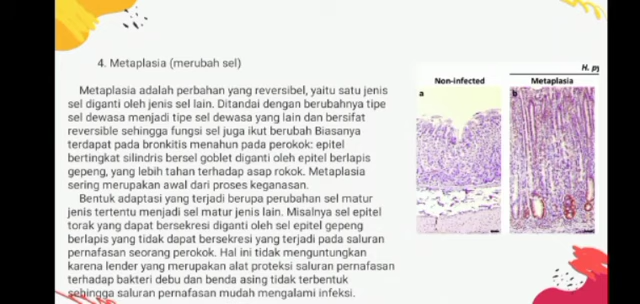 4. Metaplasia (merubah sel)
Metaplasia adalah perbahan yang reversibel, yaitu satu jenis
sel diganti oleh jenis sel lain. Ditandai dengan berubahnya tipe
sel dewasa menjadi tipe sel dewasa yang lain dan bersifat
reversible sehingga fungsi sel juga ikut berubah Biasanya
terdapat pada bronkitis menahun pada perokok: epitel
bertingkat silindris bersel goblet diganti oleh epitel berlapis
gepeng, yang lebih tahan terhadap asap rokok. Metaplasia
sering merupakan awal dari proses keganasan.
Bentuk adaptasi yang terjadi berupa perubahan sel matur
jenis tertentu menjadi sel matur jenis lain. Misalnya sel epitel
torak yang dapat bersekresi diganti oleh sel epitel gepeng
berlapis yang tidak dapat bersekresi yang terjadi pada saluran
pernafasan seorang perokok. Hal ini tidak menguntungkan
karena lender yang merupakan alat proteksi saluran pernafasan
terhadap bakteri debu dan benda asing tidak terbentuk
sehingga saluran pernafasan mudah mengalami infeksi.
H. p
Non-infected
Metaplasia
a
b